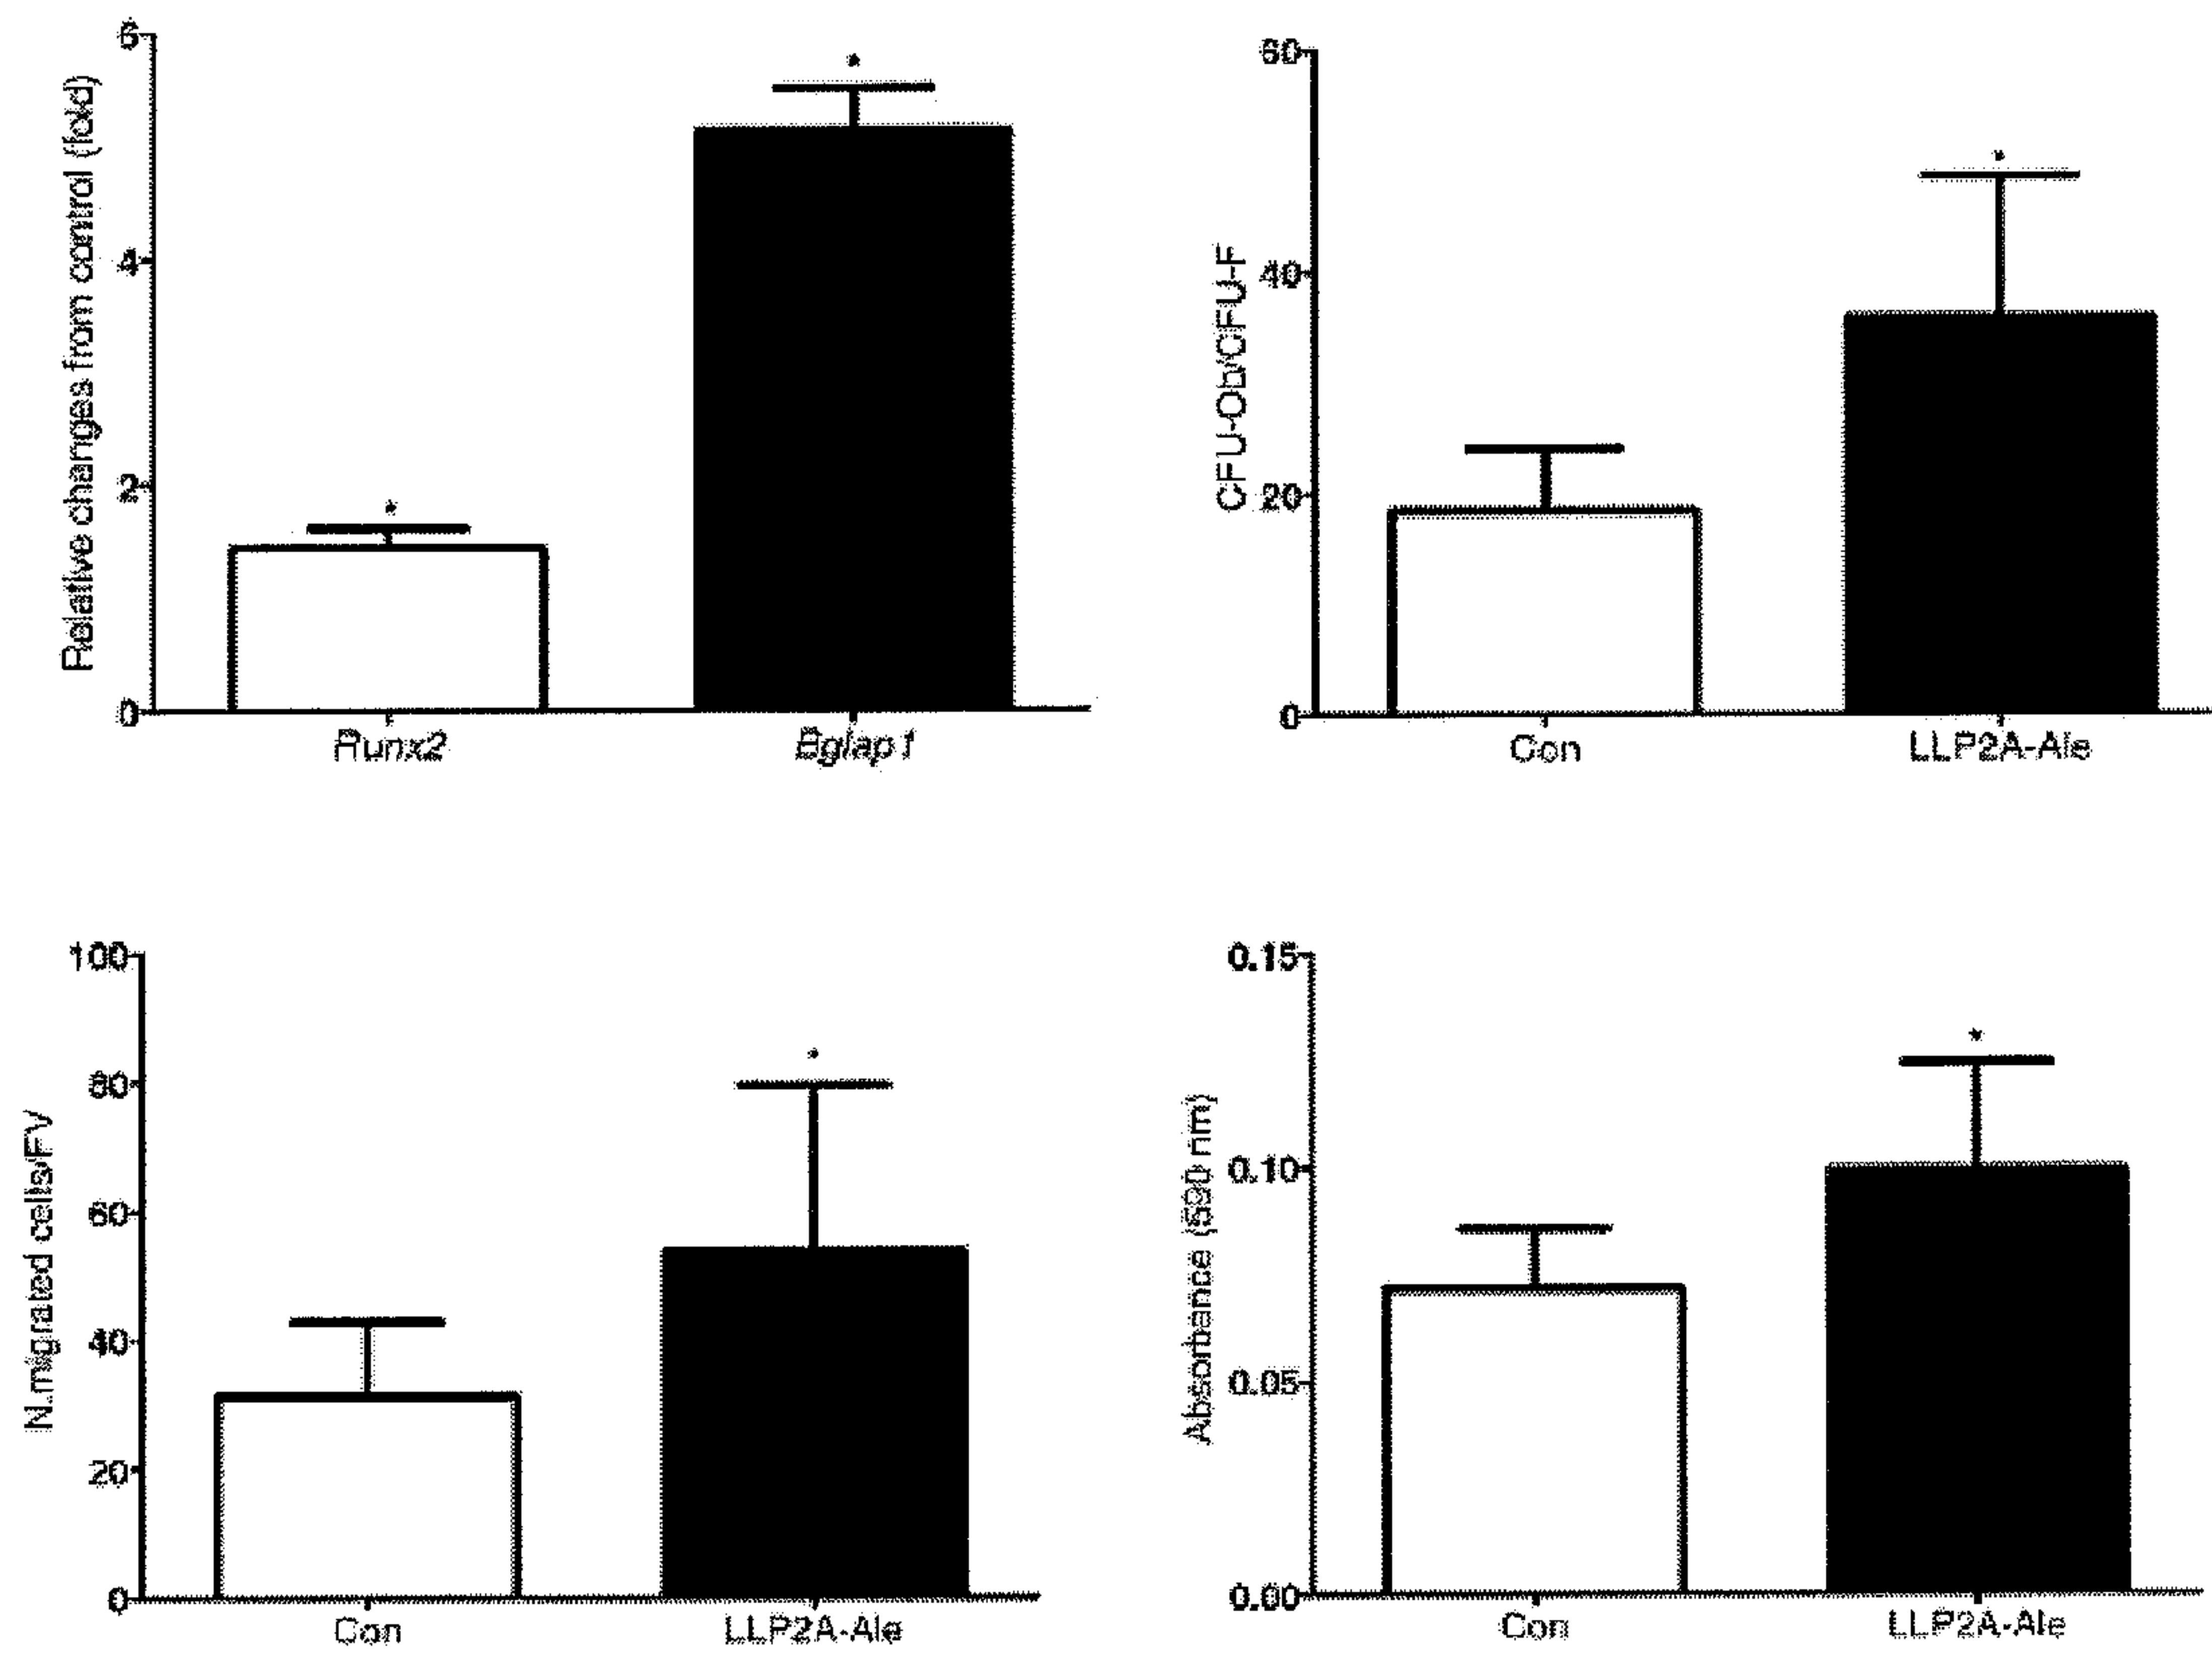 Relative changes from control (fold)
6
4
2
0
*
*
Runx2
Bglap1
CFU-Ob/CFU-F
60
40
20
0
*
Con
LLP2A-Ale
N.migrated cells/FV
100
80
60
40
20
0
*
Con
LLP2A-Ale
Absorbance (590 nm)
0.15
0.10
0.05
0.00
*
Con
LLP2A-Ale